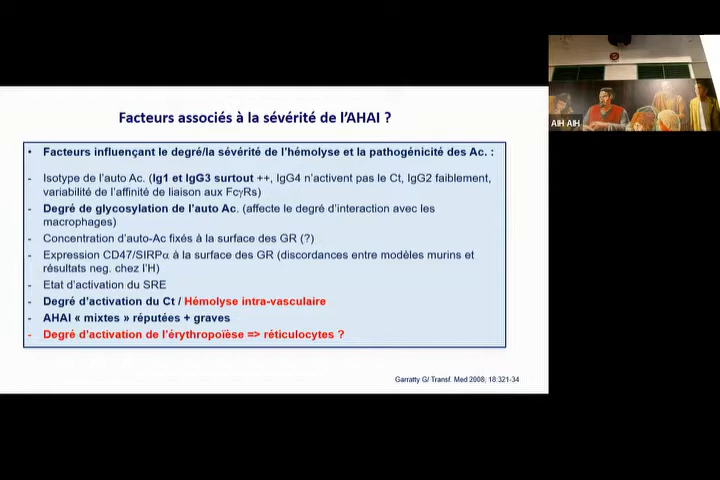 Facteurs associés à la sévérité de l'AHAI ?
• Facteurs influençant le degré/la sévérité de l'hémolyse et la pathogénicité des Ac. :
- Isotype de l'auto Ac. (Ig1 et IgG3 surtout ++, IgG4 n'activent pas le Ct, IgG2 faiblement,
variabilité de l'affinité de liaison aux FcγRs)
- Degré de glycosylation de l'auto Ac. (affecte le degré d'interaction avec les
macrophages)
- Concentration d'auto-Ac fixés à la surface des GR (?)
- Expression CD47/SIRPα à la surface des GR (discordances entre modèles murins et
résultats neg. chez l'H)
- Etat d'activation du SRE
- Degré d'activation du Ct / Hémolyse intra-vasculaire
- AHAI « mixtes » réputées + graves
- Degré d'activation de l'érythropoïèse => réticulocytes ?
Garratty G/ Transf. Med 2008; 18:321-34
AIH AIH